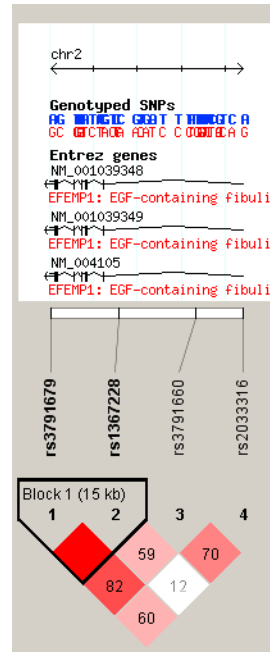 chr2
Genotyped SNPs
Entrez genes
NM_001039348
EFEMP1: EGF-containing fibuli
NM_001039349
EFEMP1: EGF-containing fibuli
NM_004105
EFEMP1: EGF-containing fibuli
rs3791679
rs1367228
rs3791660
rs2033316
Block 1 (15 kb)
1 2 3 4
59 70
82 12
60